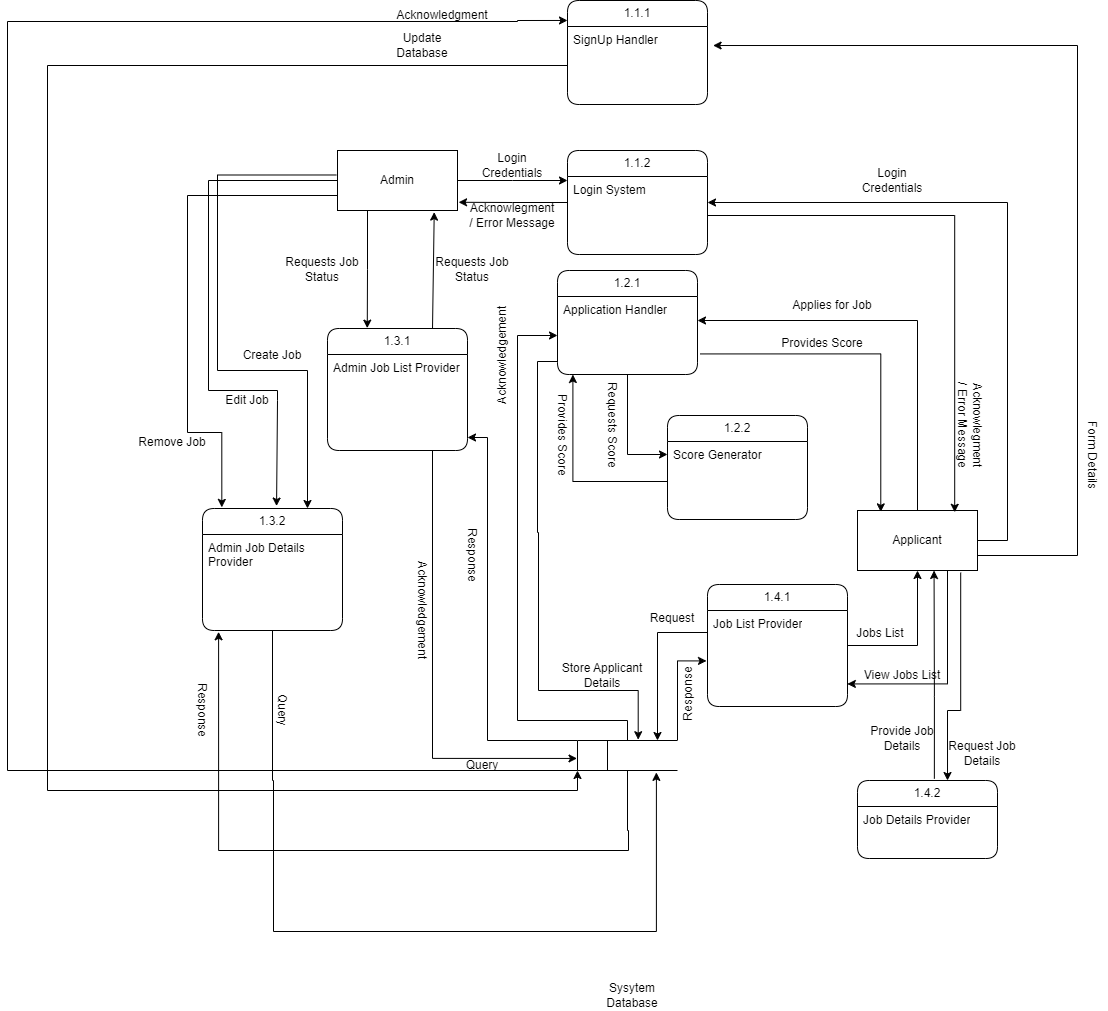 Acknowledgment
1.1.1
SignUp Handler
Update
Database
Admin
Login
Credentials
1.1.2
Login System
Acknowlegment
/ Error Message
Login
Credentials
Requests Job
Status
Requests Job
Status
1.2.1
Application Handler
Acknowledgement
Applies for Job
Provides Score
1.3.1
Admin Job List Provider
Create Job
Edit Job
Remove Job
Provides Score
Requests Score
1.2.2
Score Generator
Acknowlegment
/ Error Message
Form Details
1.3.2
Admin Job Details
Provider
Response
Acknowledgement
Applicant
1.4.1
Job List Provider
Request
Jobs List
Store Applicant
Details
Response
View Jobs List
Response
Query
Provide Job
Details
Request Job
Details
Query
1.4.2
Job Details Provider
Sysytem
Database